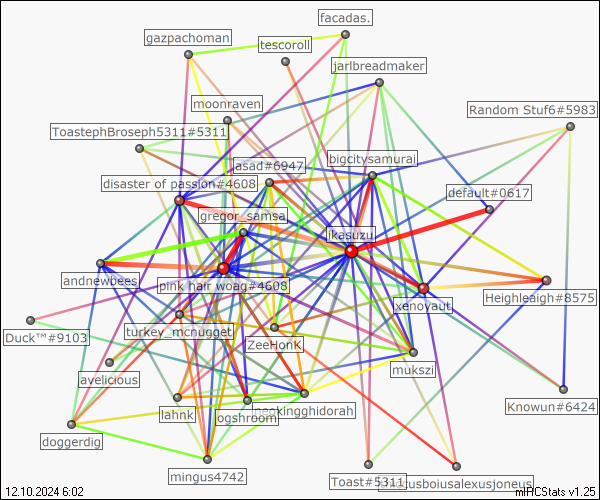 facadas.
gazpachoman
tescoroll
jarlbreadmaker
moonraven
Random Stuf6#5983
ToastephBroseph5311#5311
bigcitysamurai
asad#6947
disaster of passion#4608
default#0617
gregor_samsa
ikasuzu
andnewbees
pink hair woag#4608
xenoyaut
Heighleaigh#8575
turkey_mcnugget
Duck™#9103
ZeeHonK
mukszi
avelicious
Knowun#6424
lahnk
ogshroom
neckingghidorah
doggerdig
mingus4742
Toast#5311
usboiusalexusjoneus
12.10.2024 6:02
mIRCStats v1.25